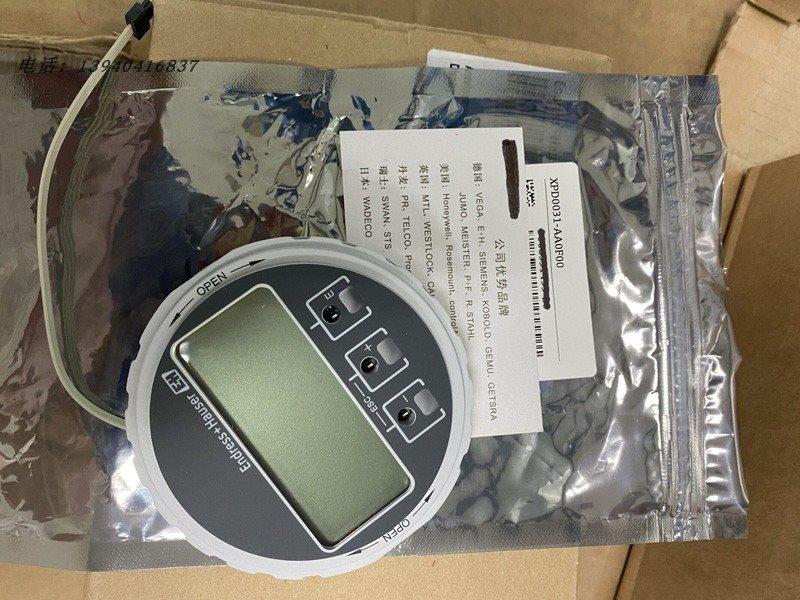 电话：13940416837
XPD0031-AA0F00
公司优势品牌
德国：VEGA、E+H、SIEMENS、KOBOLD、GEMU、GETSRA
JUMO、MEISTER、P+F、R.STAHL
美国：Honeywell、Rosemount、control
英国：MTL、WESTLOCK、
丹麦：PR、TELCO、
瑞士：SWAN、STS、
日本：WADECO
OPEN
E
+
-
ESC
EH
Endress+Hauser
OPEN